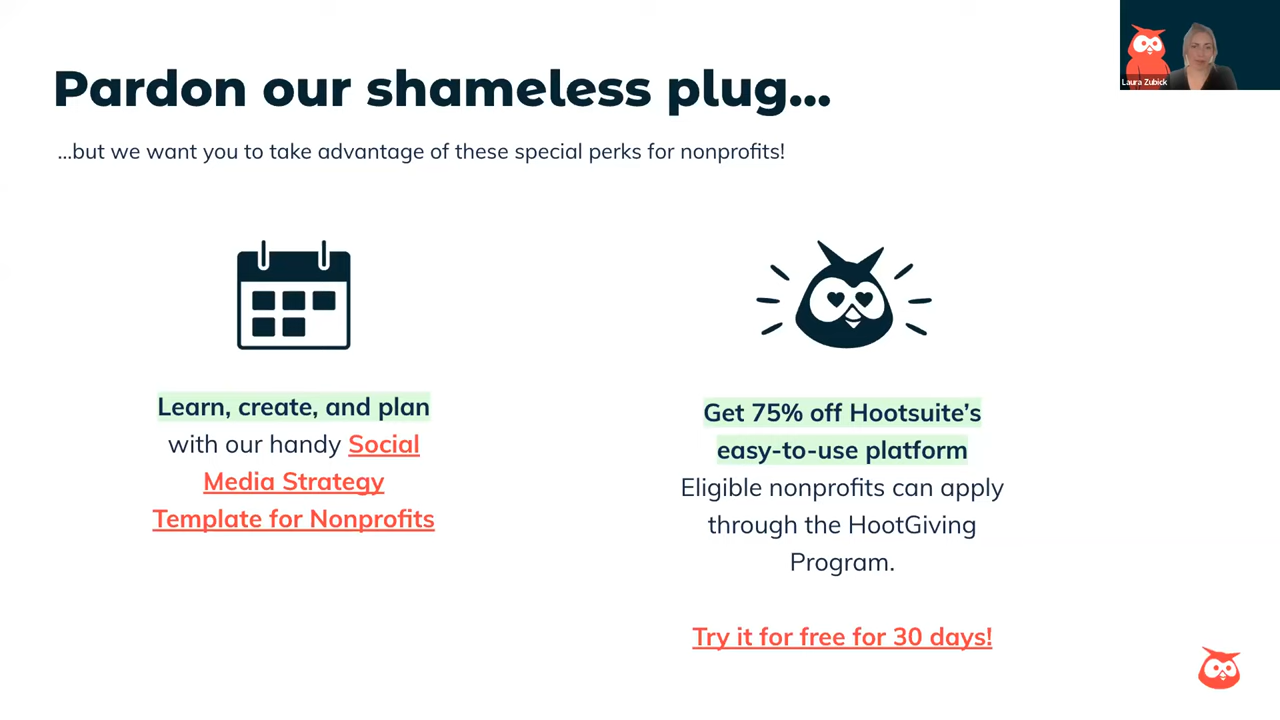 Pardon our shameless plug...
...but we want you to take advantage of these special perks for nonprofits!
Laura Zubick
Learn, create, and plan
with our handy Social
Media Strategy
Template for Nonprofits
Get 75% off Hootsuite’s
easy-to-use platform
Eligible nonprofits can apply
through the HootGiving
Program.
Try it for free for 30 days!